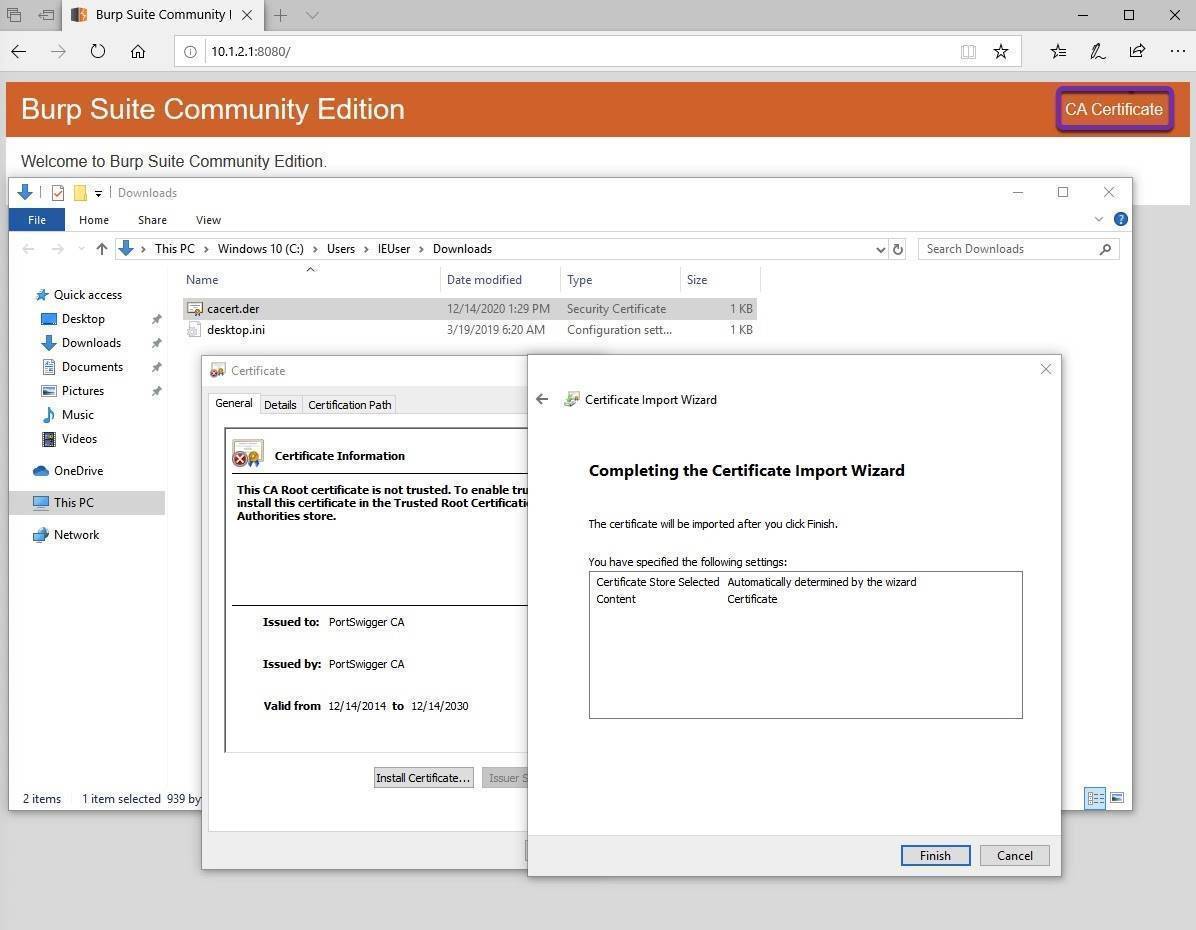 Burp Suite Community
10.1.2.1:8080/
Burp Suite Community Edition
CA Certificate
Welcome to Burp Suite Community Edition.
Downloads
File Home Share View
This PC Windows 10 (C:) Users IEUser Downloads
Search Downloads
Name Date modified Type Size
Quick access
Desktop
Downloads
Documents
Pictures
Music
Videos
OneDrive
This PC
Network
cacert.der 12/14/2020 1:29 PM Security Certificate 1 KB
desktop.ini 3/19/2019 6:20 AM Configuration sett... 1 KB
Certificate
General Details Certification Path
Certificate Information
This CA Root certificate is not trusted. To enable tru
install this certificate in the Trusted Root Certificati
Authorities store.
Issued to: PortSwigger CA
Issued by: PortSwigger CA
Valid from 12/14/2014 to 12/14/2030
Install Certificate...
Issuer S
Certificate Import Wizard
Completing the Certificate Import Wizard
The certificate will be imported after you click Finish.
You have specified the following settings:
Certificate Store Selected Automatically determined by the wizard
Content Certificate
Finish Cancel
2 items 1 item selected 939 by